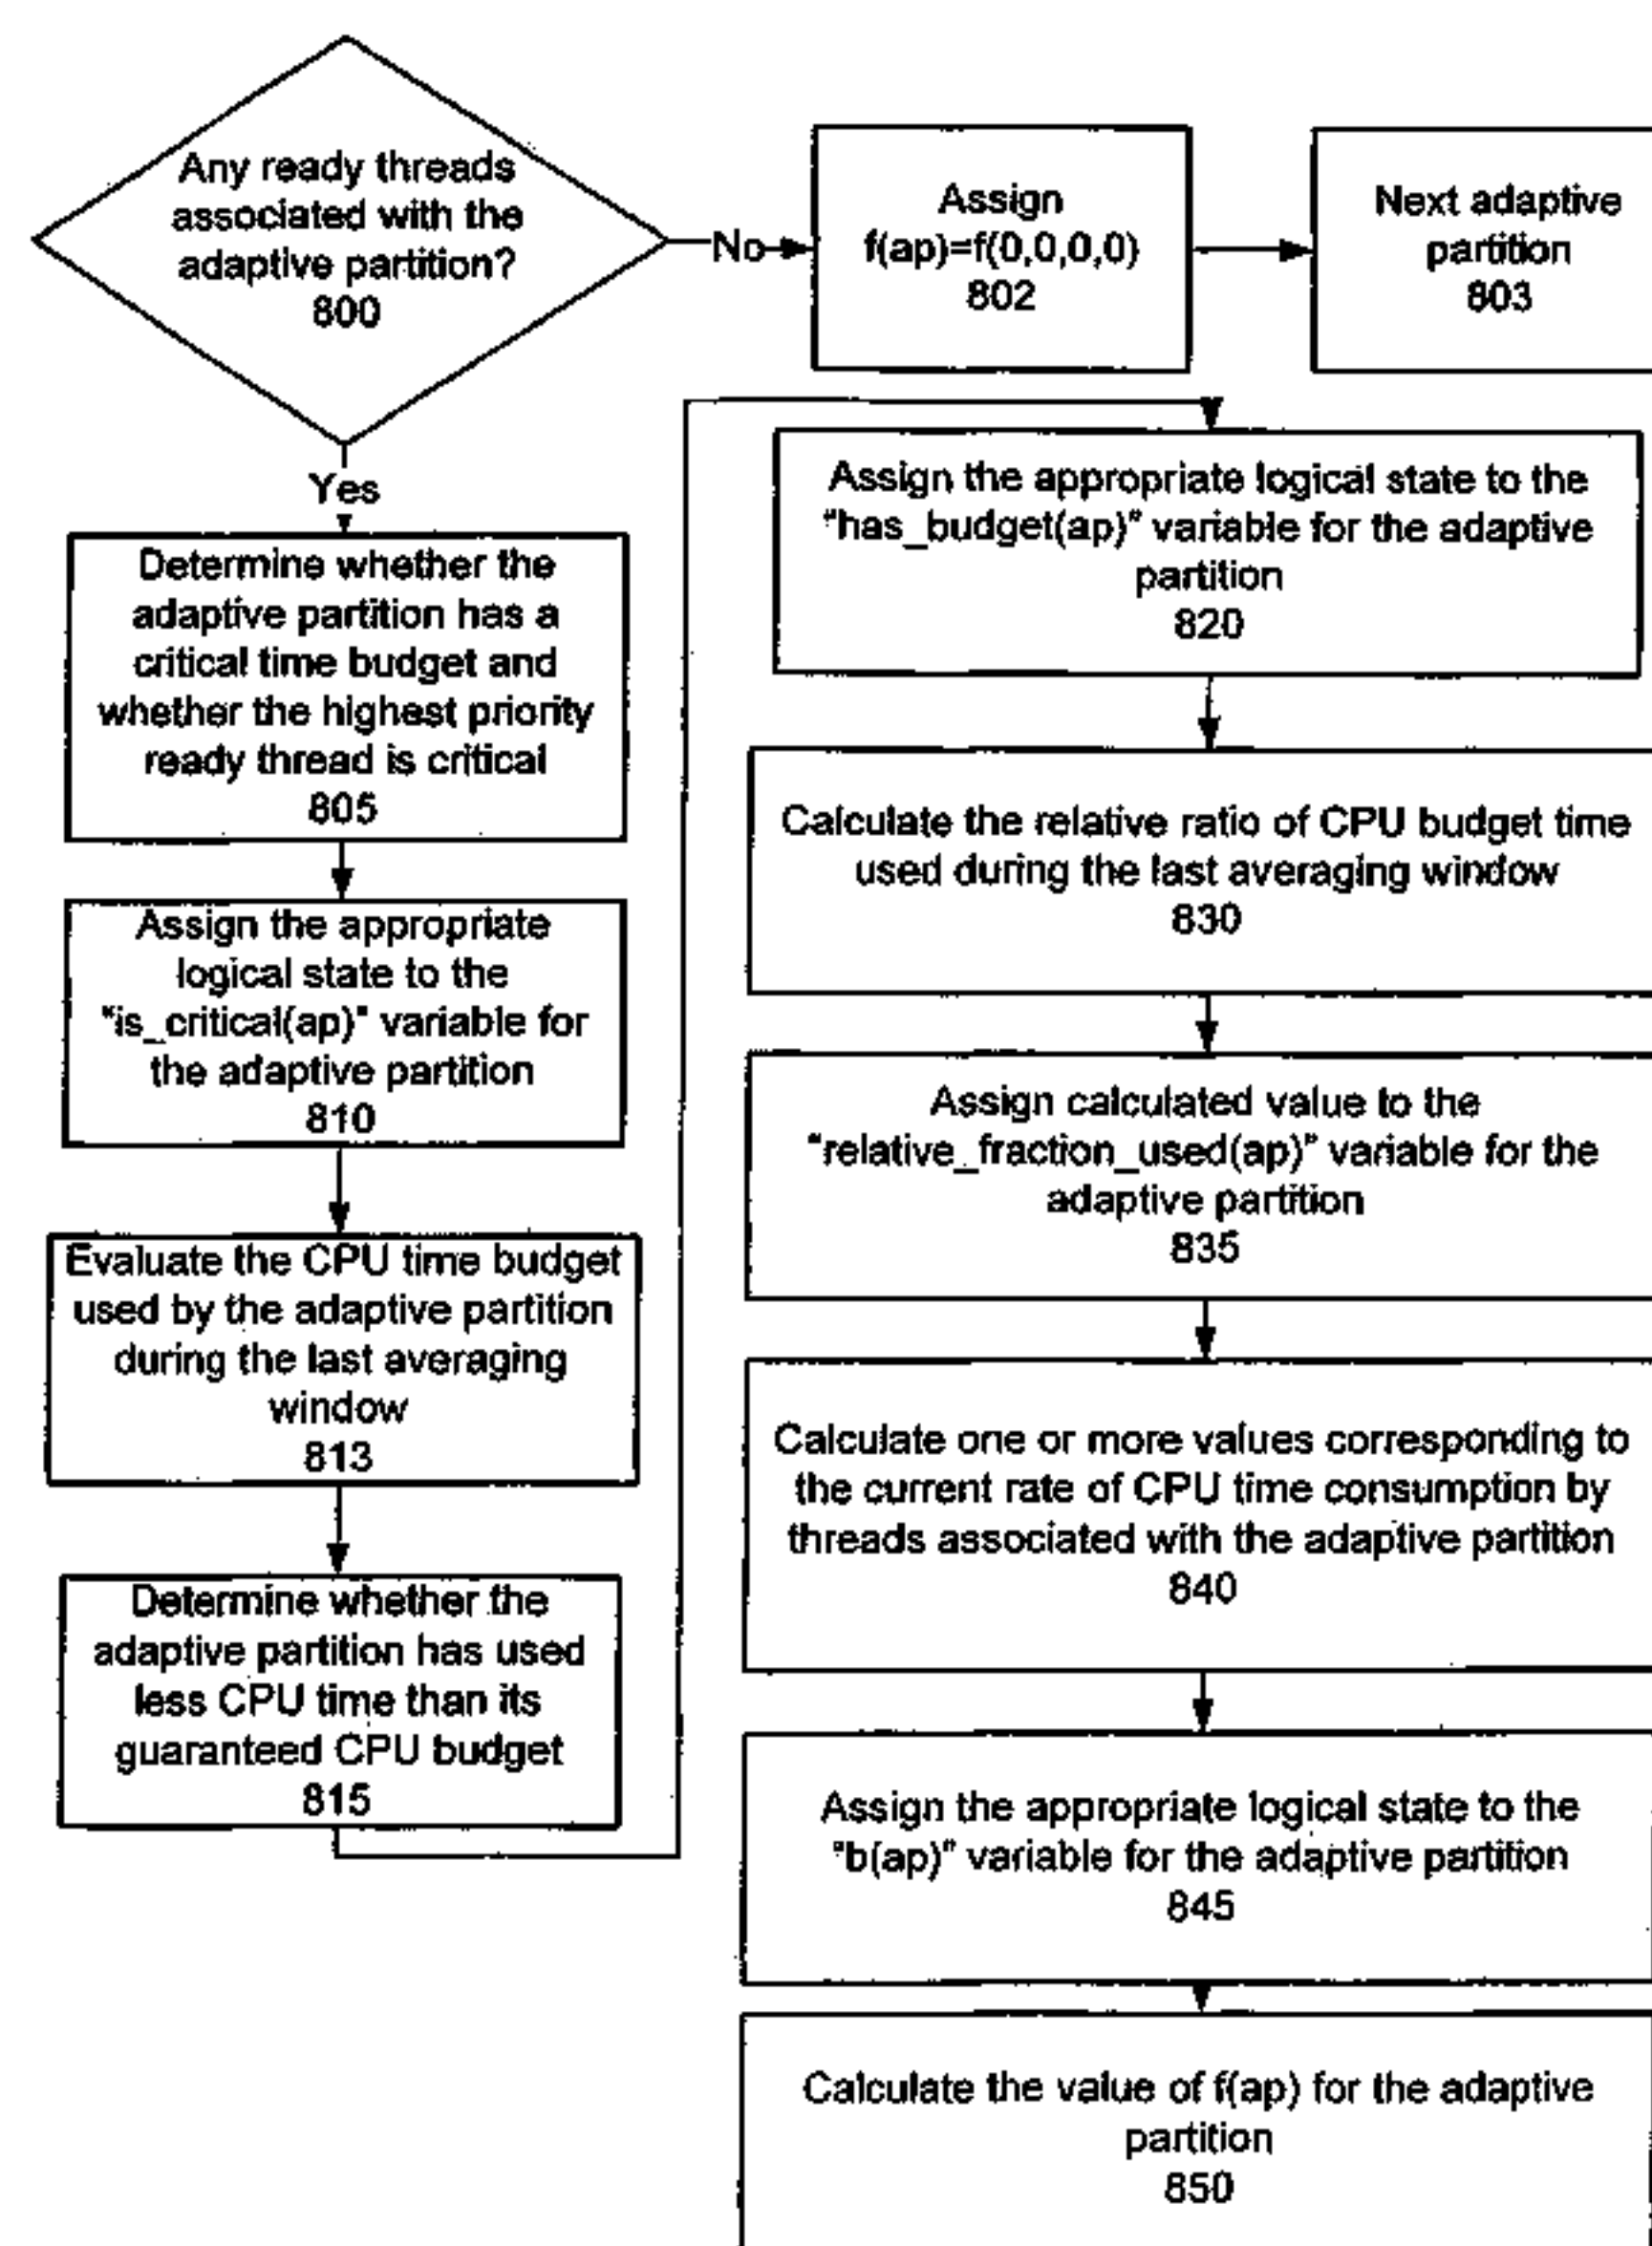 Any ready threads
associated with the
adaptive partition?
800
No
Assign
f(ap)=f(0,0,0,0)
802
Next adaptive
partition
803
Yes
Determine whether the
adaptive partition has a
critical time budget and
whether the highest priority
ready thread is critical
805
Assign the appropriate
logical state to the
"is_critical(ap)" variable for
the adaptive partition
810
Evaluate the CPU time budget
used by the adaptive partition
during the last averaging
window
813
Determine whether the
adaptive partition has used
less CPU time than its
guaranteed CPU budget
815
Assign the appropriate logical state to the
"has_budget(ap)" variable for the adaptive
partition
820
Calculate the relative ratio of CPU budget time
used during the last averaging window
830
Assign calculated value to the
"relative_fraction_used(ap)" variable for the
adaptive partition
835
Calculate one or more values corresponding to
the current rate of CPU time consumption by
threads associated with the adaptive partition
840
Assign the appropriate logical state to the
"b(ap)" variable for the adaptive partition
845
Calculate the value of f(ap) for the adaptive
partition
850